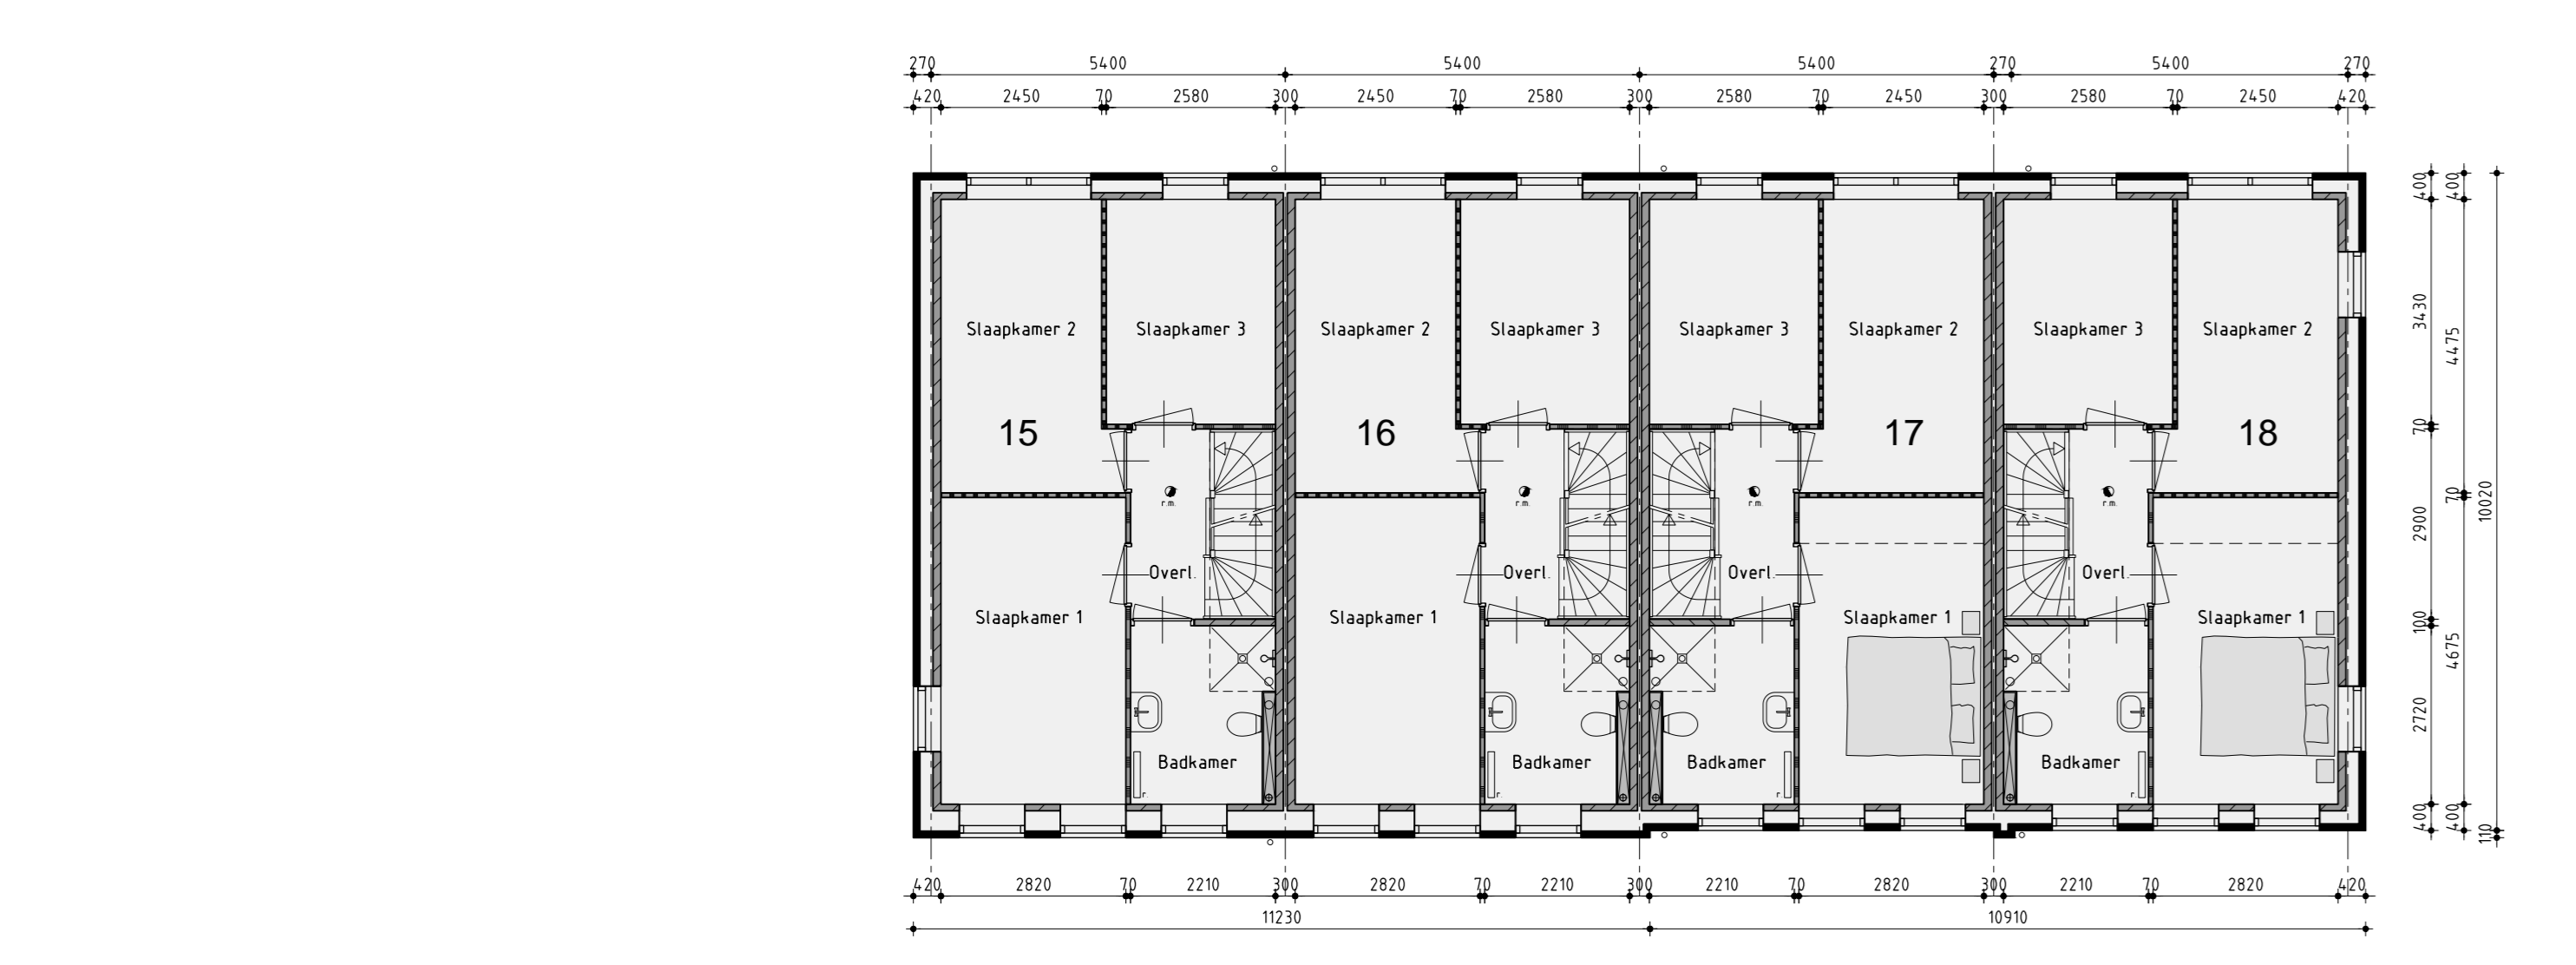 270 5400 5400 5400 270 5400 270
420 2450 70 2580 300 2450 70 2580 300 2580 70 2450 300 2580 70 2450 420
400 400
Slaapkamer 2 Slaapkamer 3 Slaapkamer 2 Slaapkamer 3 Slaapkamer 3 Slaapkamer 2 Slaapkamer 3 Slaapkamer 2
3430 4475
15 16 17 18
70
r.m. r.m. r.m. r.m.
70 10020
2900
Overl. Overl. Overl. Overl.
Slaapkamer 1 Slaapkamer 1 Slaapkamer 1 Slaapkamer 1
100
4675
2720
Badkamer Badkamer Badkamer Badkamer
r. r. r. r.
400 400
110
420 2820 70 2210 300 2820 70 2210 300 2210 70 2820 300 2210 70 2820 420
11230 10910